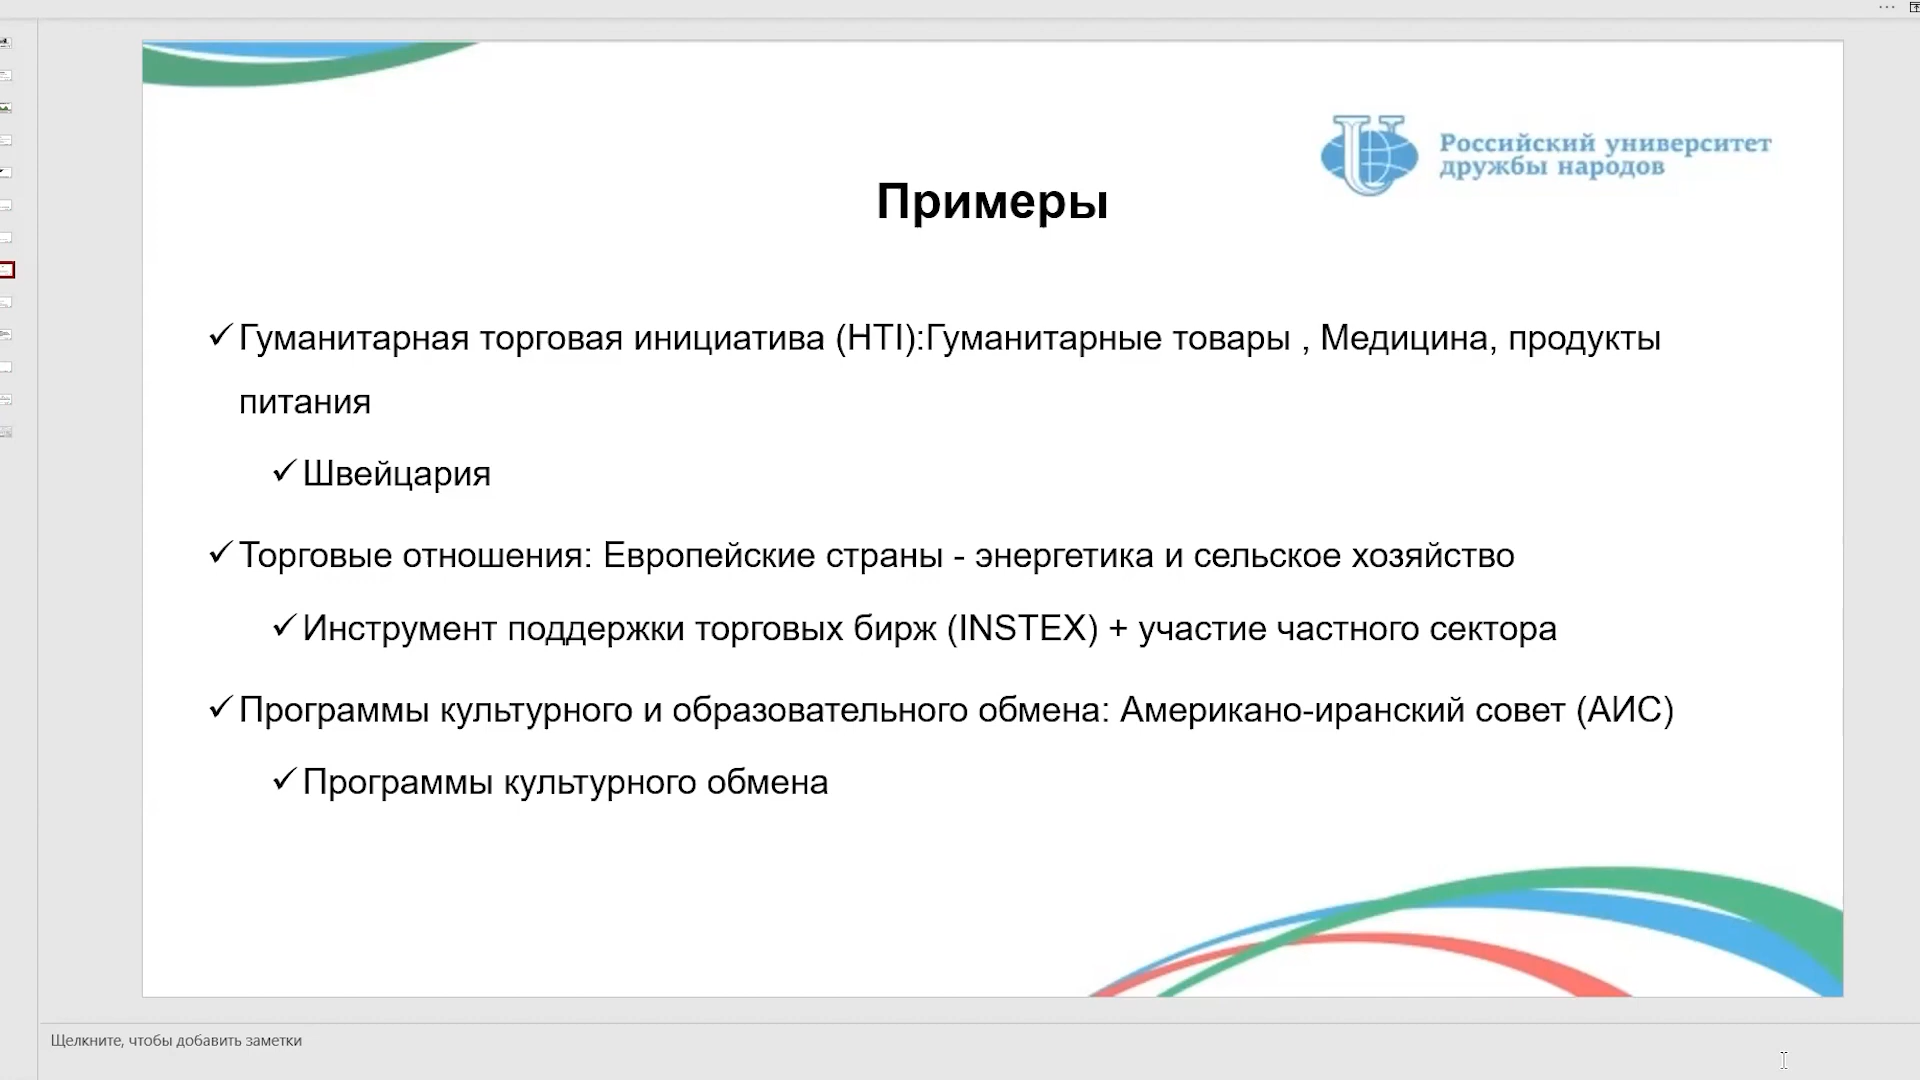 Российский университет
дружбы народов
Примеры
Гуманитарная торговая инициатива (HTI):Гуманитарные товары , Медицина, продукты
питания
Швейцария
Торговые отношения: Европейские страны - энергетика и сельское хозяйство
Инструмент поддержки торговых бирж (INSTEX) + участие частного сектора
Программы культурного и образовательного обмена: Американо-иранский совет (АИС)
Программы культурного обмена
Щелкните, чтобы добавить заметки